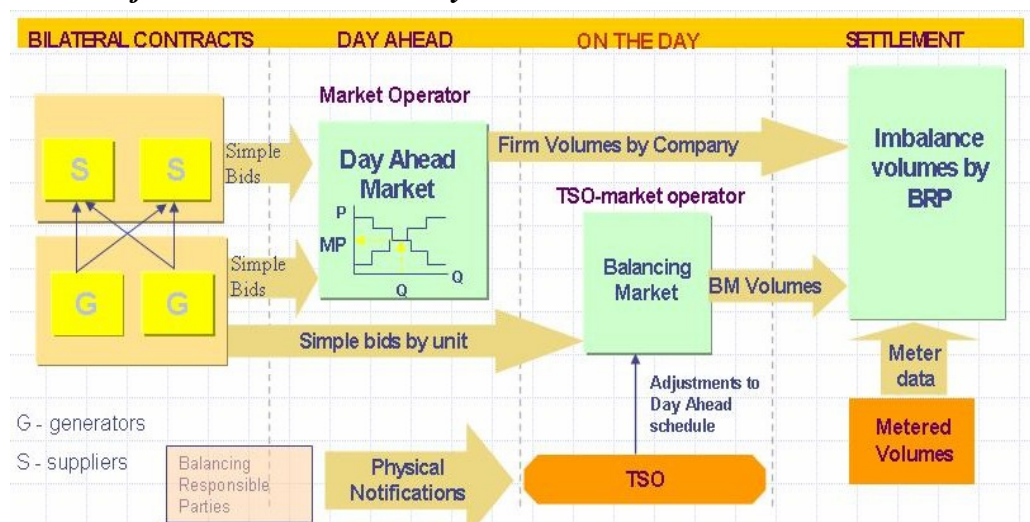 BILATERAL CONTRACTS
DAY AHEAD
ON THE DAY
SETTLEMENT
Market Operator
S
S
Simple
Bids
Day Ahead
Market
P
MP
Q
Q
Firm Volumes by Company
Imbalance
volumes by
BRP
TSO-market operator
G
G
Simple
Bids
Balancing
Market
BM Volumes
Simple bids by unit
Adjustments to
Day Ahead
schedule
Meter
data
G - generators
S - suppliers
Balancing
Responsible
Parties
Physical
Notifications
TSO
Metered
Volumes